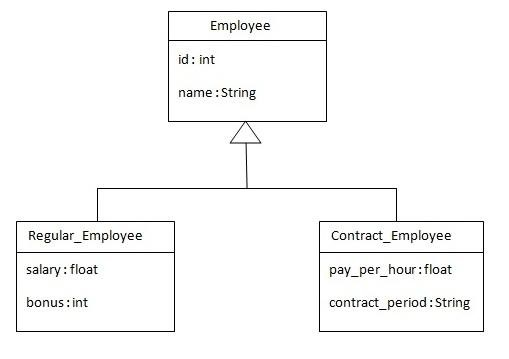 Employee
id : int
name : String
Regular_Employee
salary : float
bonus : int
Contract_Employee
pay_per_hour : float
contract_period : String